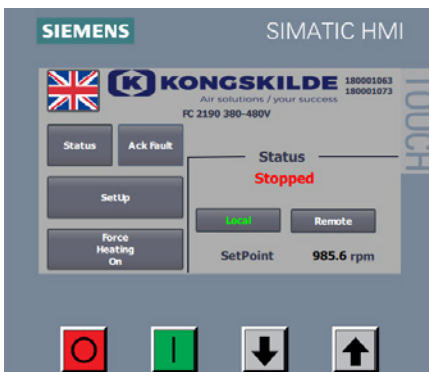 SIEMENS
SIMATIC HMI
TOUCH
K KONGSKILDE
180001063
180001073
Air solutions / your success
FC 2190 380-480V
Status
Ack Fault
SetUp
Force
Heating
On
Status
Stopped
Local
Remote
SetPoint 985.6 rpm